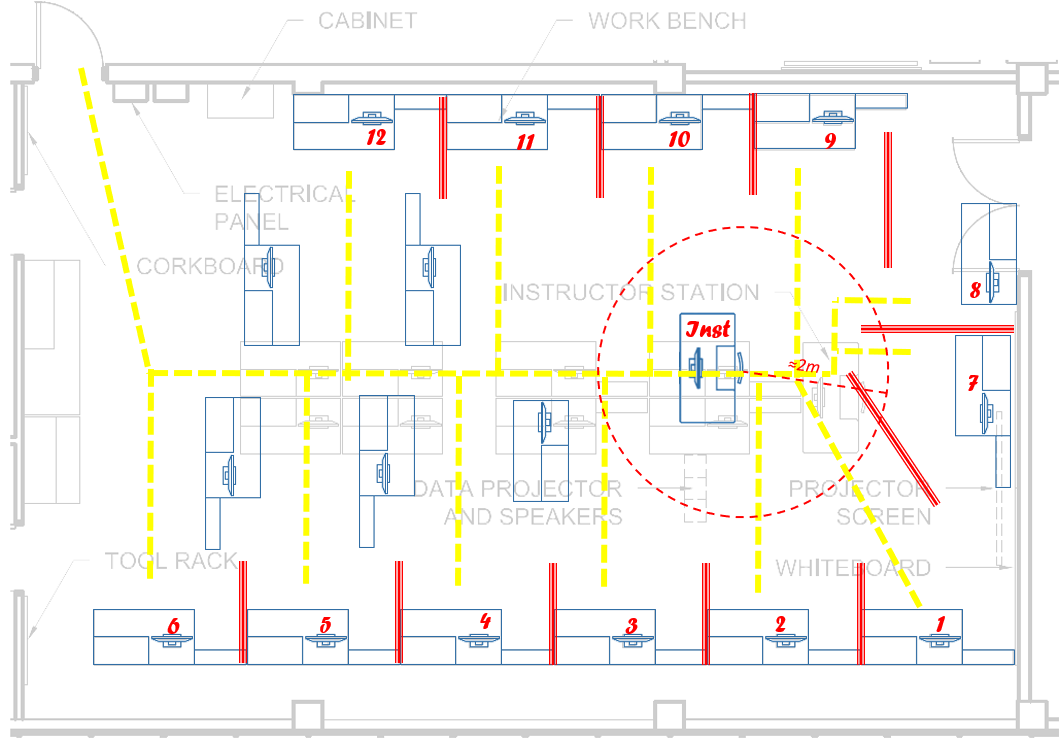 CABINET
WORK BENCH
12
11
10
9
ELECTRICAL
PANEL
CORKBOARD
INSTRUCTOR STATION
8
Inst
7
≈2m
DATA PROJECTOR
AND SPEAKERS
PROJECTOR
SCREEN
TOOL RACK
WHITEBOARD
6
5
4
3
2
1